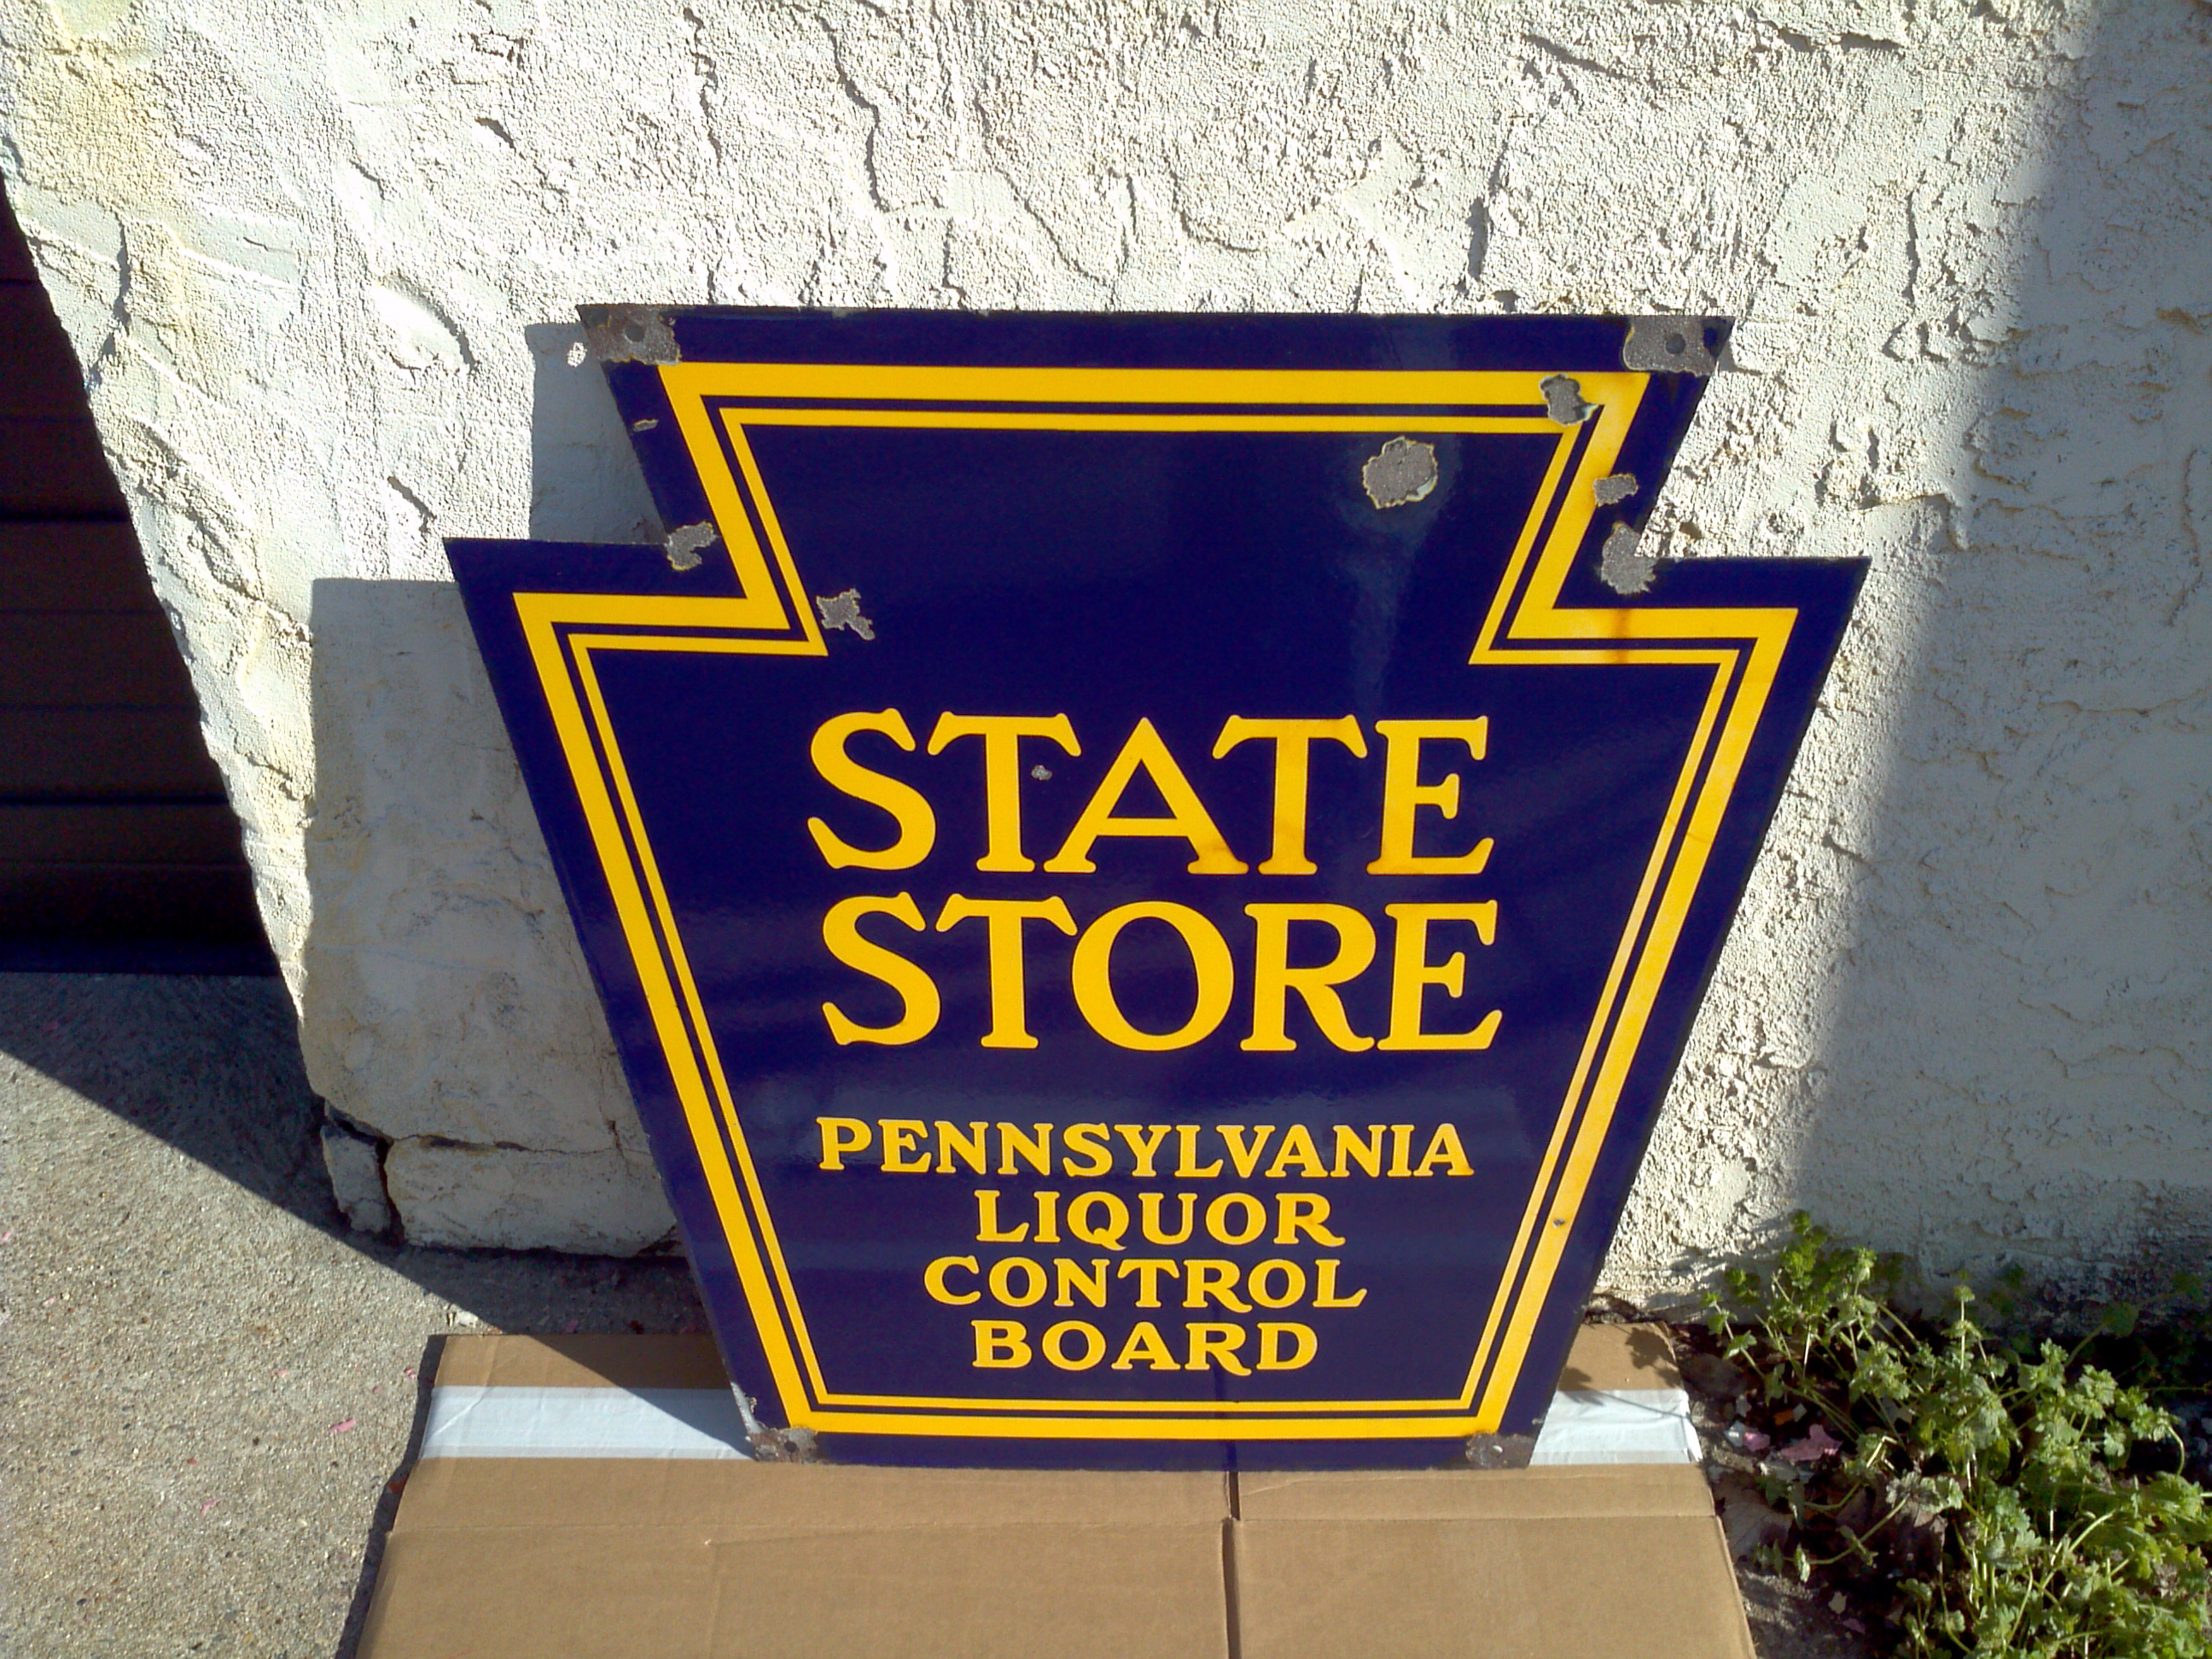 STATE
STORE
PENNSYLVANIA
LIQUOR
CONTROL
BOARD